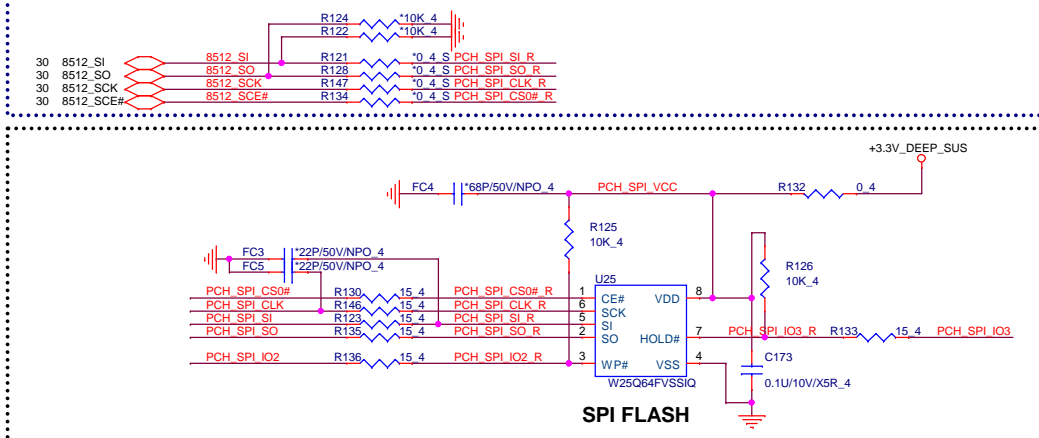 R124 *10K_4
R122 *10K_4
30 8512_SI 8512_SI R121 *0_4_S PCH_SPI_SI_R
30 8512_SO 8512_SO R128 *0_4_S PCH_SPI_SO_R
30 8512_SCK 8512_SCK R147 *0_4_S PCH_SPI_CLK_R
30 8512_SCE# 8512_SCE# R134 *0_4_S PCH_SPI_CS0#_R
+3.3V_DEEP_SUS
FC4 *68P/50V/NPO_4 PCH_SPI_VCC R132 0_4
R125
10K_4
FC3 *22P/50V/NPO_4
FC5 *22P/50V/NPO_4
R126
10K_4
U25
PCH_SPI_CS0# R130 15_4 PCH_SPI_CS0#_R 1 CE# VDD 8
PCH_SPI_CLK R146 15_4 PCH_SPI_CLK_R 6 SCK
PCH_SPI_SI R123 15_4 PCH_SPI_SI_R 5 SI
PCH_SPI_SO R135 15_4 PCH_SPI_SO_R 2 SO HOLD# 7 PCH_SPI_IO3_R R133 15_4 PCH_SPI_IO3
PCH_SPI_IO2 R136 15_4 PCH_SPI_IO2_R 3 WP# VSS 4
C173
0.1U/10V/X5R_4
W25Q64FVSSIQ
SPI FLASH